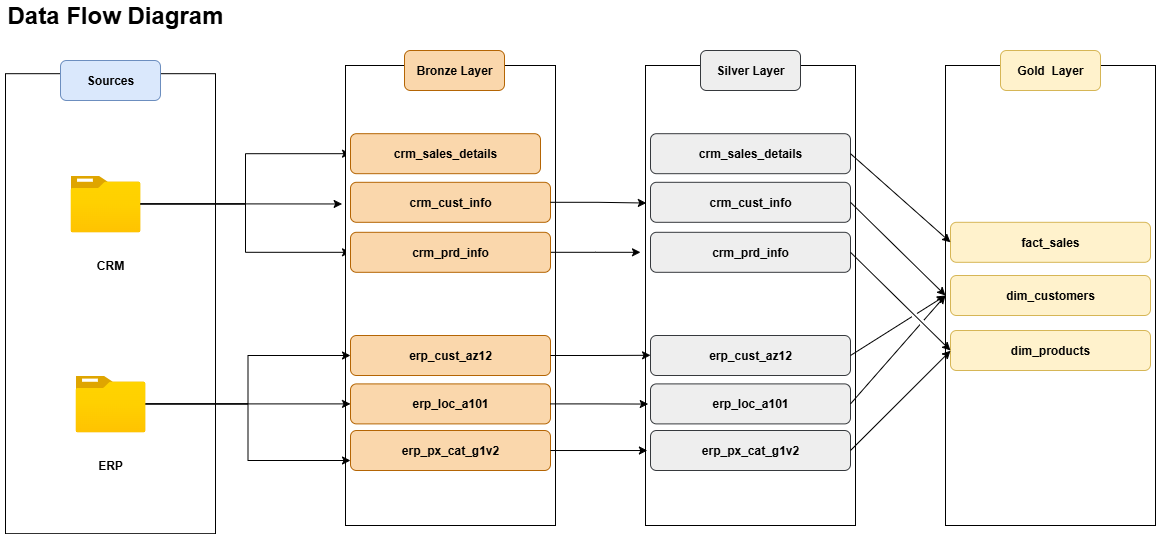 Data Flow Diagram
Sources
CRM
ERP
Bronze Layer
crm_sales_details
crm_cust_info
crm_prd_info
erp_cust_az12
erp_loc_a101
erp_px_cat_g1v2
Silver Layer
crm_sales_details
crm_cust_info
crm_prd_info
erp_cust_az12
erp_loc_a101
erp_px_cat_g1v2
Gold  Layer
fact_sales
dim_customers
dim_products